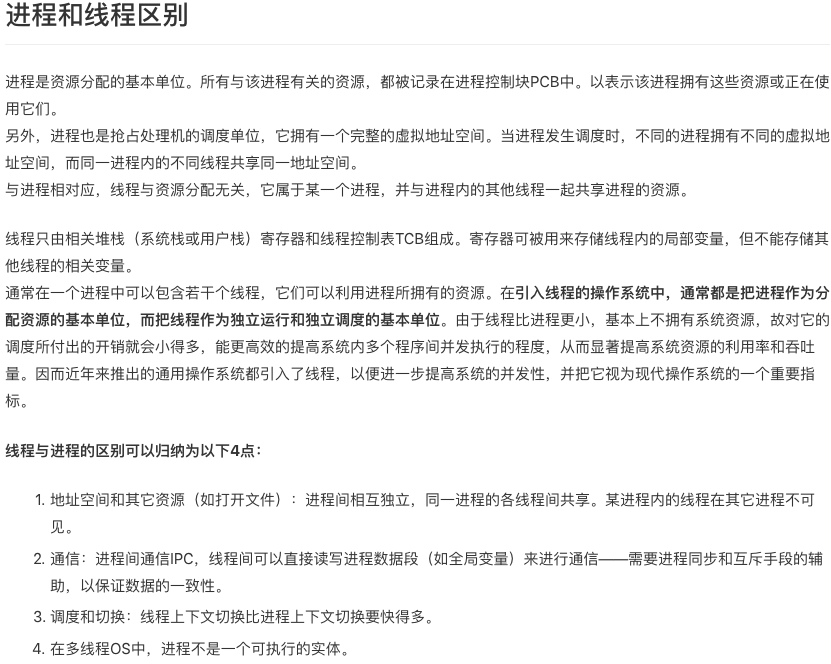 进程和线程区别
进程是资源分配的基本单位。所有与该进程有关的资源，都被记录在进程控制块PCB中。以表示该进程拥有这些资源或正在使
用它们。
另外，进程也是抢占处理机的调度单位，它拥有一个完整的虚拟地址空间。当进程发生调度时，不同的进程拥有不同的虚拟地
址空间，而同一进程内的不同线程共享同一地址空间。
与进程相对应，线程与资源分配无关，它属于某一个进程，并与进程内的其他线程一起共享进程的资源。
线程只由相关堆栈（系统栈或用户栈）寄存器和线程控制表TCB组成。寄存器可被用来存储线程内的局部变量，但不能存储其
他线程的相关变量。
通常在一个进程中可以包含若干个线程，它们可以利用进程所拥有的资源。在引入线程的操作系统中，通常都是把进程作为分
配资源的基本单位，而把线程作为独立运行和独立调度的基本单位。由于线程比进程更小，基本上不拥有系统资源，故对它的
调度所付出的开销就会小得多，能更高效的提高系统内多个程序间并发执行的程度，从而显著提高系统资源的利用率和吞吐
量。因而近年来推出的通用操作系统都引入了线程，以便进一步提高系统的并发性，并把它视为现代操作系统的一个重要指
标。
线程与进程的区别可以归纳为以下4点：
1. 地址空间和其它资源（如打开文件）：进程间相互独立，同一进程的各线程间共享。某进程内的线程在其它进程不可
见。
2. 通信：进程间通信IPC，线程间可以直接读写进程数据段（如全局变量）来进行通信——需要进程同步和互斥手段的辅
助，以保证数据的一致性。
3. 调度和切换：线程上下文切换比进程上下文切换要快得多。
4. 在多线程OS中，进程不是一个可执行的实体。